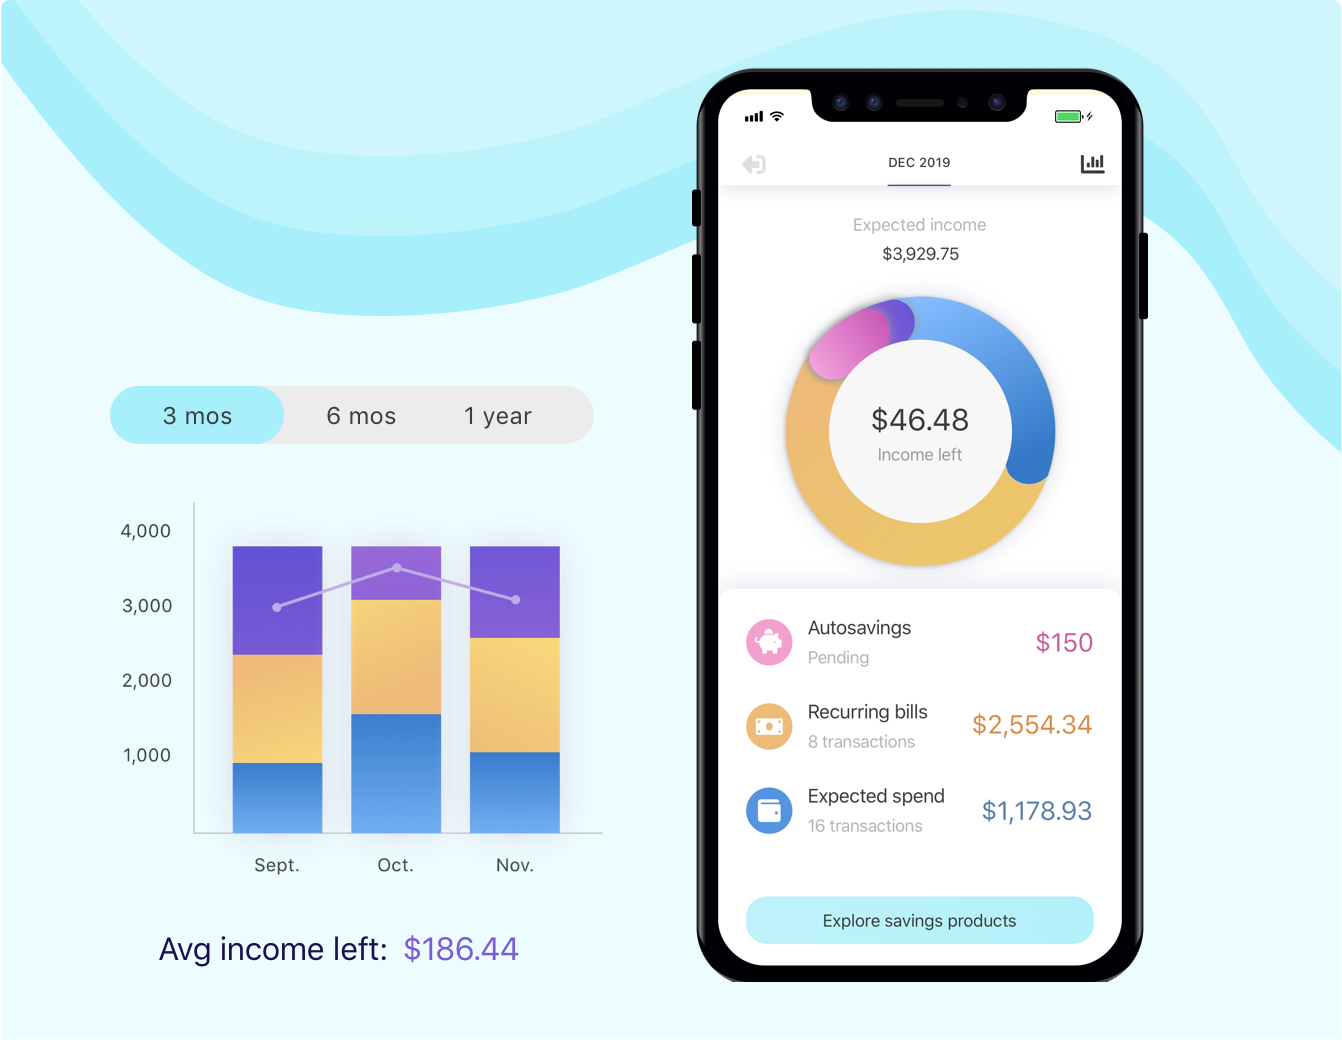 3 mos
6 mos
1 year
4,000
3,000
2,000
1,000
Sept.
Oct.
Nov.
Avg income left: $186.44
DEC 2019
Expected income
$3,929.75
$46.48
Income left
Autosavings
Pending
$150
Recurring bills
8 transactions
$2,554.34
Expected spend
16 transactions
$1,178.93
Explore savings products